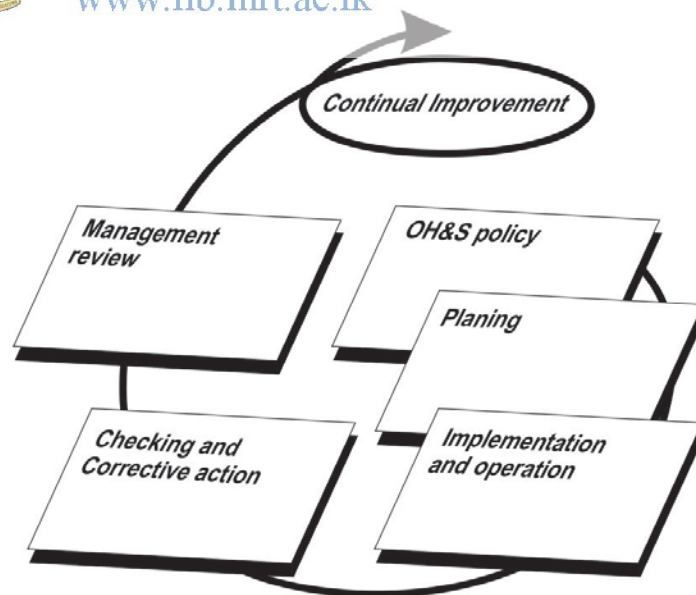 Continual Improvement
Management
review
OH&S policy
Planing
Checking and
Corrective action
Implementation
and operation